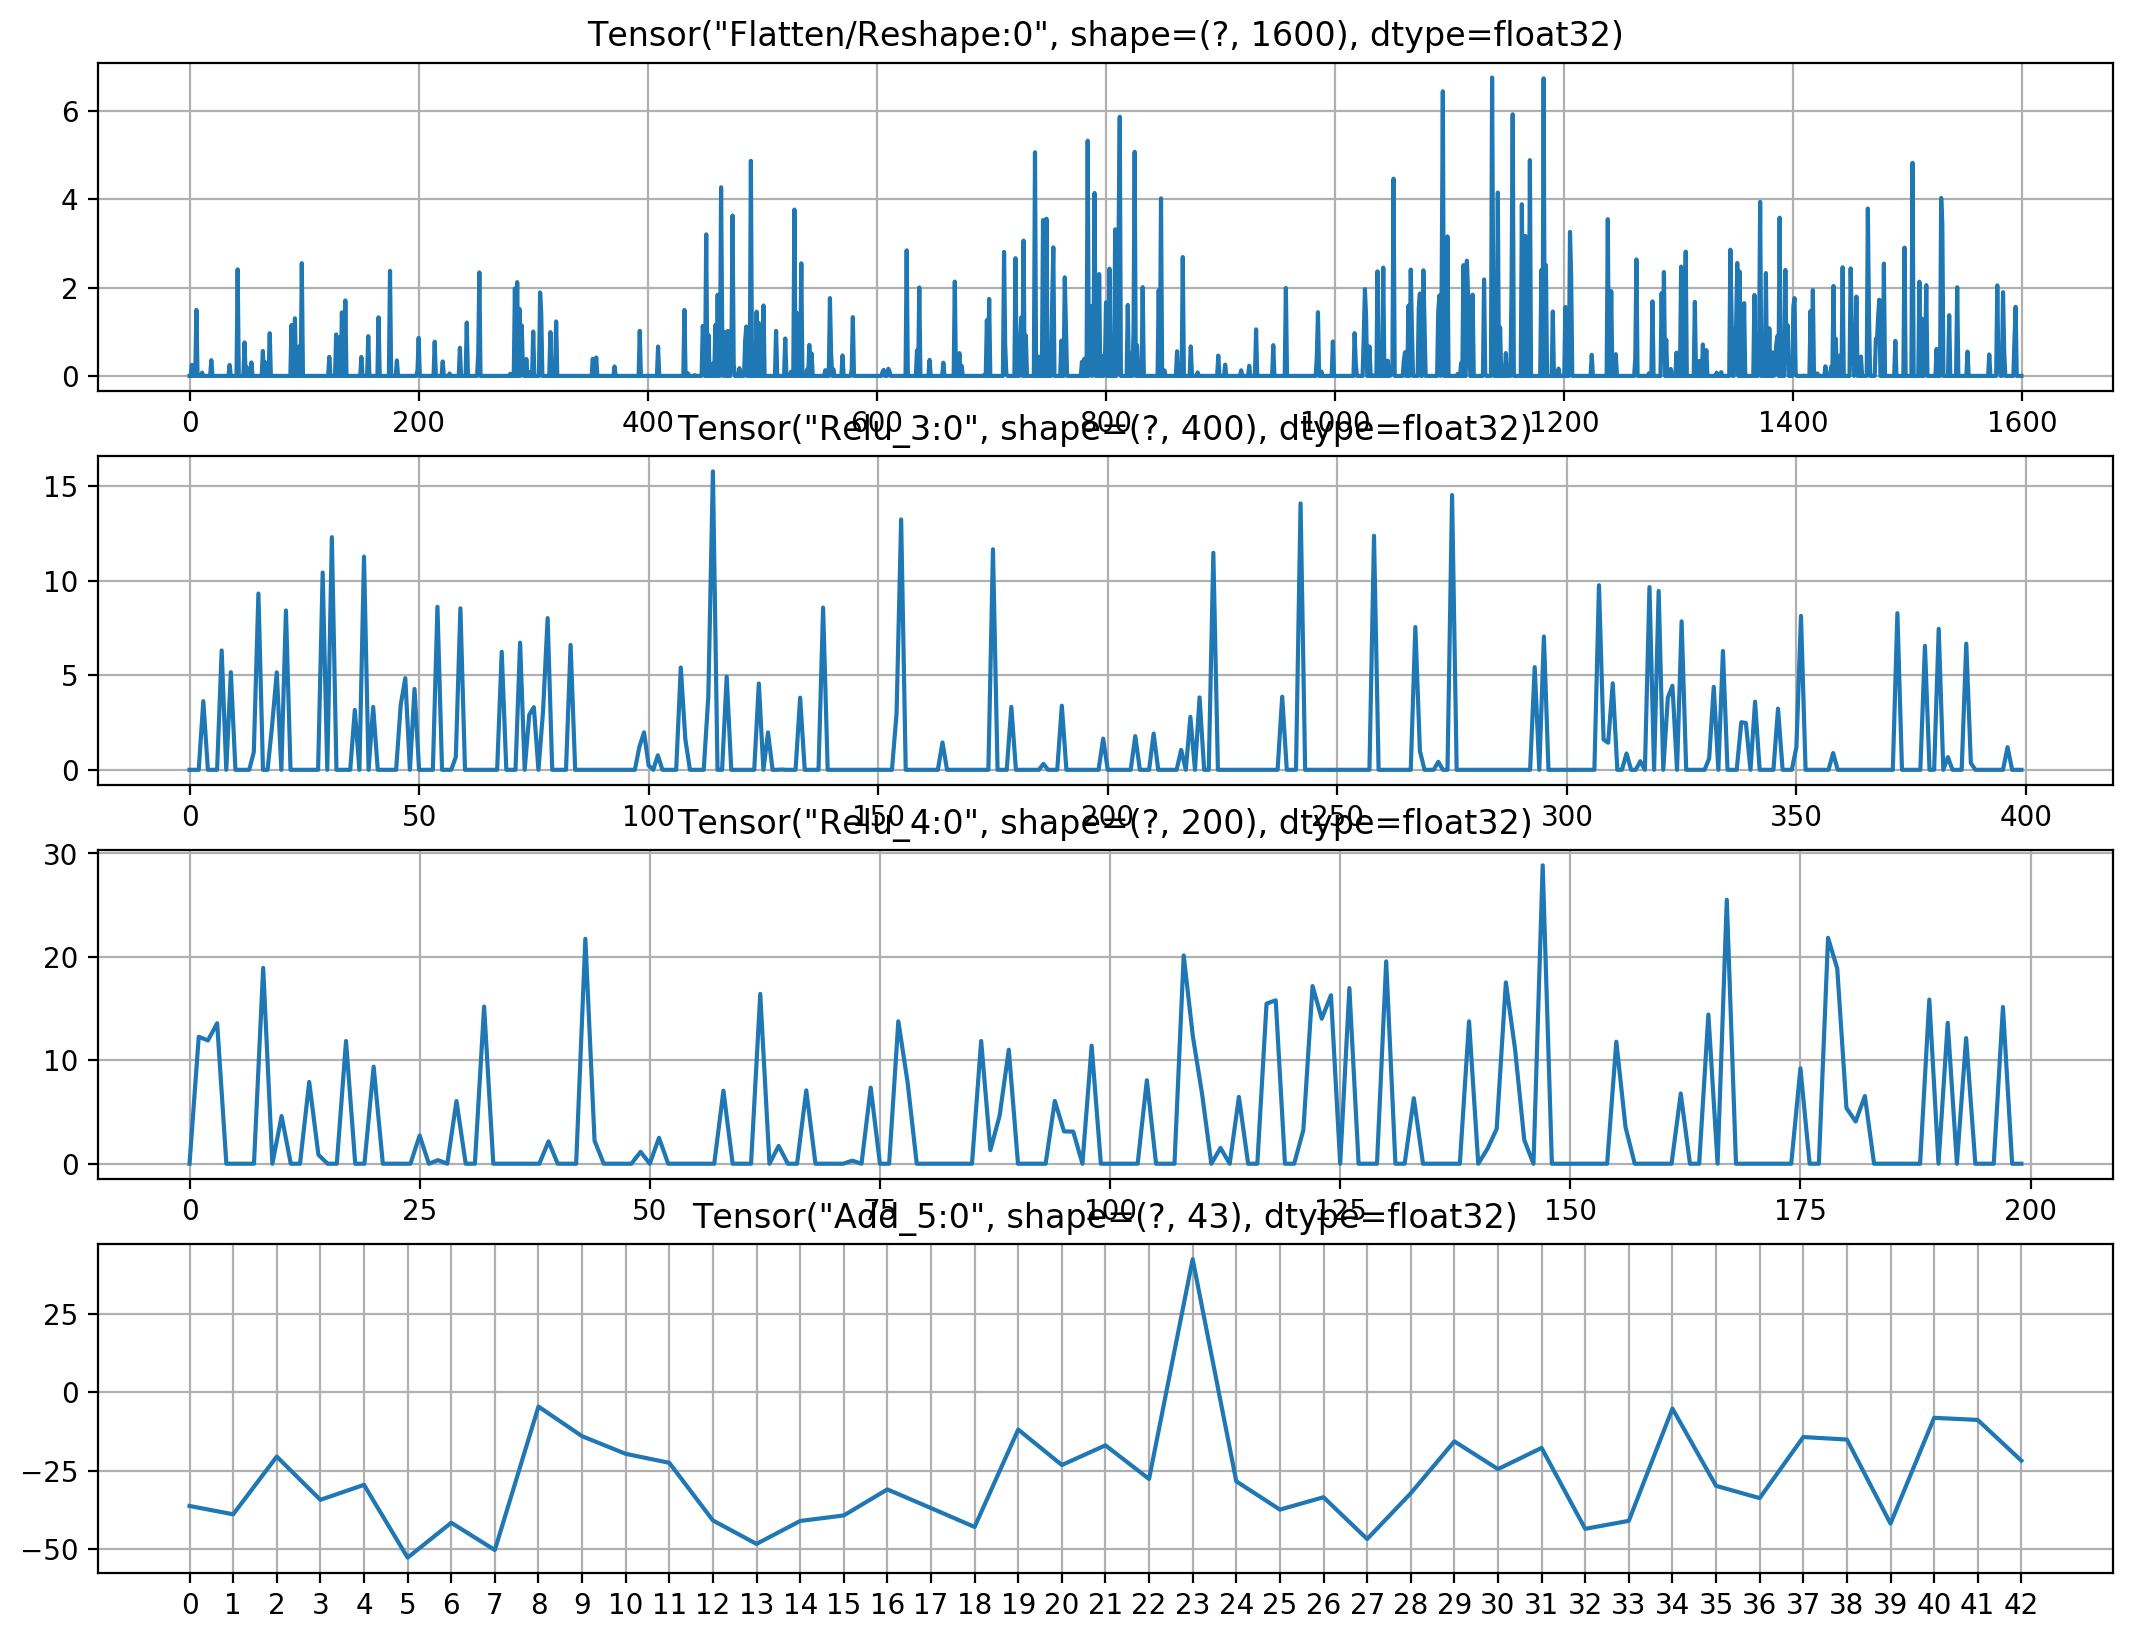 Tensor("Flatten/Reshape:0", shape=(?, 1600), dtype=float32)
6
4
2
0
0 200 400 600 800 1000 1200 1400 1600
Tensor("Relu_3:0", shape=(?, 400), dtype=float32)
15
10
5
0
0 50 100 150 200 250 300 350 400
Tensor("Relu_4:0", shape=(?, 200), dtype=float32)
30
20
10
0
0 25 50 75 100 125 150 175 200
Tensor("Add_5:0", shape=(?, 43), dtype=float32)
25
0
−25
−50
0 1 2 3 4 5 6 7 8 9 10 11 12 13 14 15 16 17 18 19 20 21 22 23 24 25 26 27 28 29 30 31 32 33 34 35 36 37 38 39 40 41 42